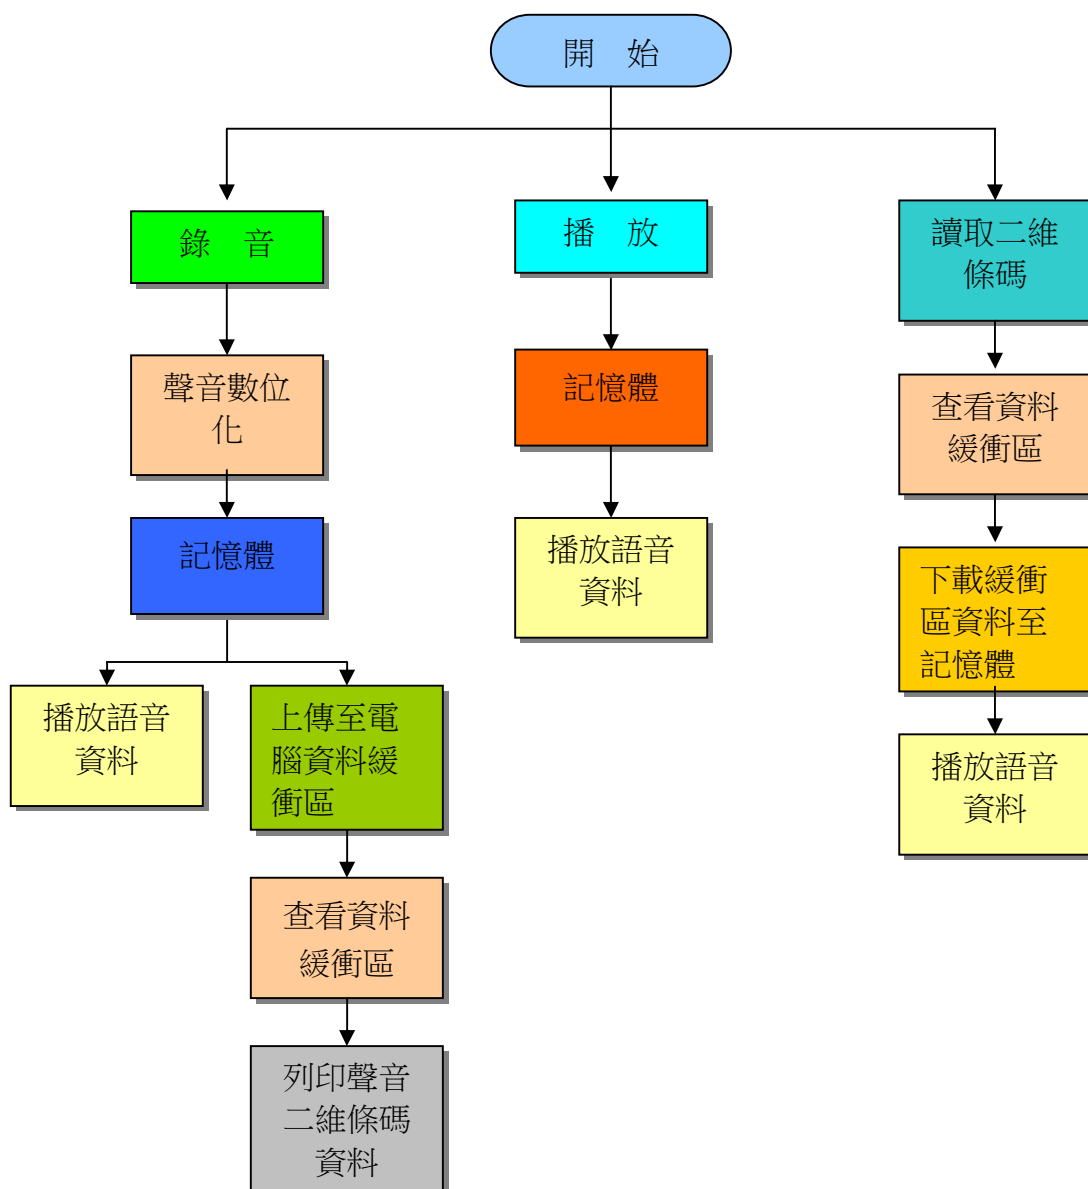 開　始
錄　音
播　放
讀取二維
條碼
聲音數位
化
記憶體
查看資料
緩衝區
記憶體
播放語音
資料
下載緩衝
區資料至
記憶體
播放語音
資料
上傳至電
腦資料緩
衝區
播放語音
資料
查看資料
緩衝區
列印聲音
二維條碼
資料